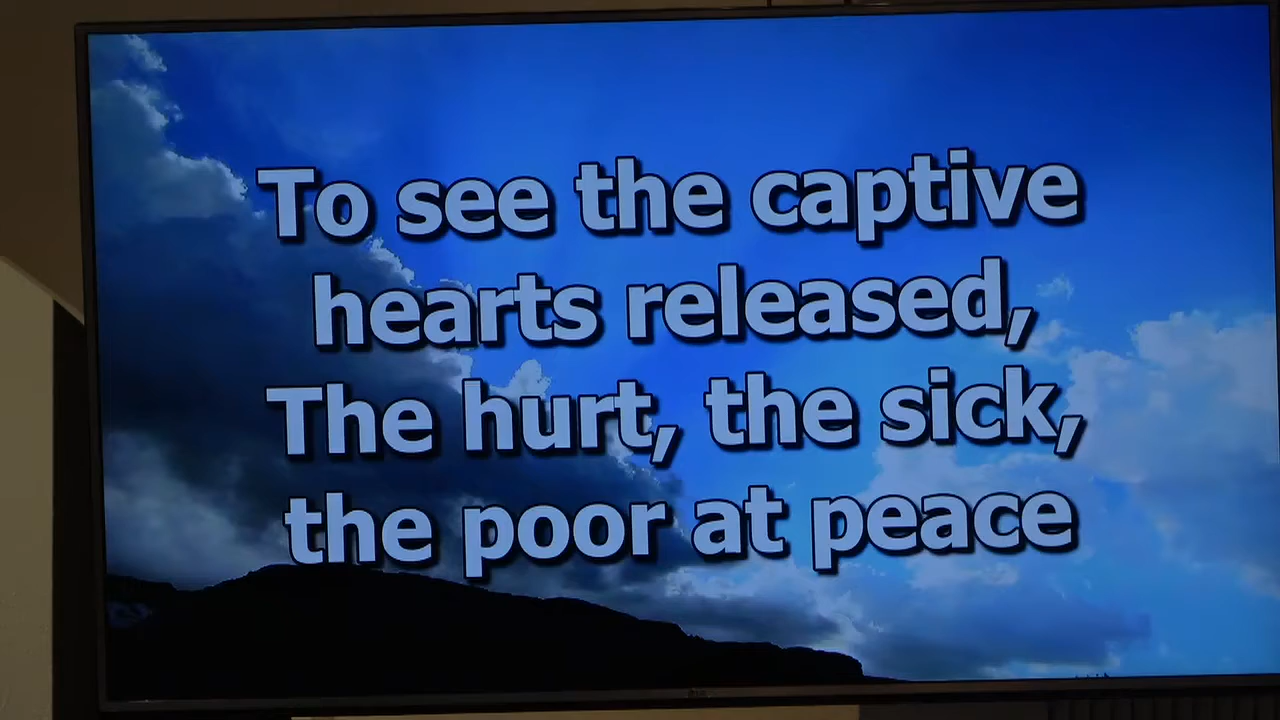 To see the captive
hearts released,
The hurt, the sick,
the poor at peace